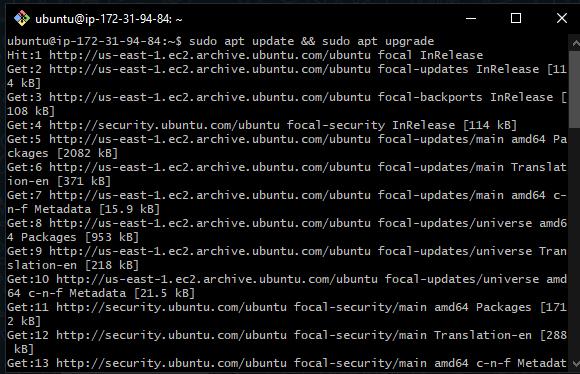 ubuntu@ip-172-31-94-84: ~
ubuntu@ip-172-31-94-84:~$ sudo apt update && sudo apt upgrade
Hit:1 http://us-east-1.ec2.archive.ubuntu.com/ubuntu focal InRelease
Get:2 http://us-east-1.ec2.archive.ubuntu.com/ubuntu focal-updates InRelease [11
4 kB]
Get:3 http://us-east-1.ec2.archive.ubuntu.com/ubuntu focal-backports InRelease [
108 kB]
Get:4 http://security.ubuntu.com/ubuntu focal-security InRelease [114 kB]
Get:5 http://us-east-1.ec2.archive.ubuntu.com/ubuntu focal-updates/main amd64 Pa
ckages [2082 kB]
Get:6 http://us-east-1.ec2.archive.ubuntu.com/ubuntu focal-updates/main Translat
ion-en [371 kB]
Get:7 http://us-east-1.ec2.archive.ubuntu.com/ubuntu focal-updates/main amd64 c-
n-f Metadata [15.9 kB]
Get:8 http://us-east-1.ec2.archive.ubuntu.com/ubuntu focal-updates/universe amd6
4 Packages [953 kB]
Get:9 http://us-east-1.ec2.archive.ubuntu.com/ubuntu focal-updates/universe Tran
slation-en [218 kB]
Get:10 http://us-east-1.ec2.archive.ubuntu.com/ubuntu focal-updates/universe amd
64 c-n-f Metadata [21.5 kB]
Get:11 http://security.ubuntu.com/ubuntu focal-security/main amd64 Packages [171
2 kB]
Get:12 http://security.ubuntu.com/ubuntu focal-security/main Translation-en [288
 kB]
Get:13 http://security.ubuntu.com/ubuntu focal-security/main amd64 c-n-f Metadat